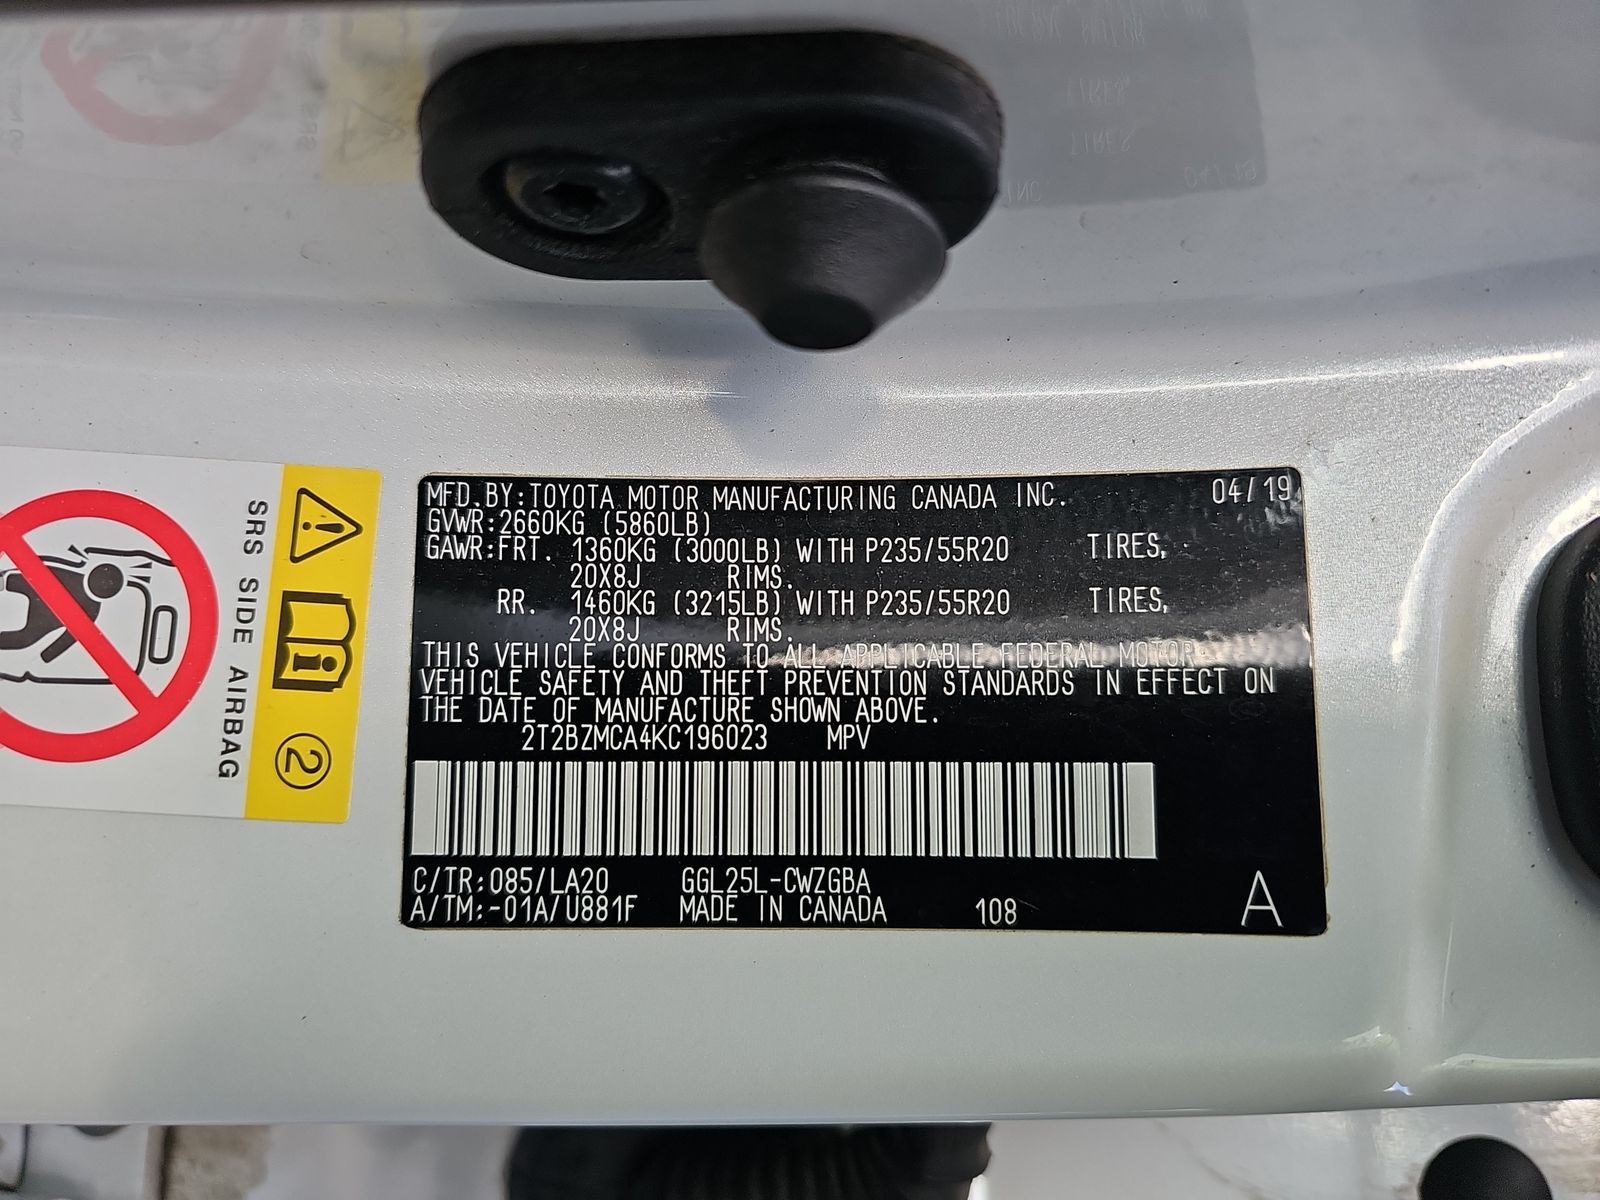 MFD.BY:TOYOTA MOTOR MANUFACTURING CANADA INC. 04/19
GVWR:2660KG (5860LB)
GAWR:FRT. 1360KG (3000LB) WITH P235/55R20 TIRES,
20X8J RIMS.
RR. 1460KG (3215LB) WITH P235/55R20 TIRES,
20X8J RIMS.
THIS VEHICLE CONFORMS TO ALL APPLICABLE FEDERAL MOTOR
VEHICLE SAFETY AND THEFT PREVENTION STANDARDS IN EFFECT ON
THE DATE OF MANUFACTURE SHOWN ABOVE.
2T2BZMCA4KC196023 MPV
C/TR:085/LA20 GGL25L-CWZGBA
A/TM:-01A/U881F MADE IN CANADA 108 A
SRS SIDE AIRBAG
2